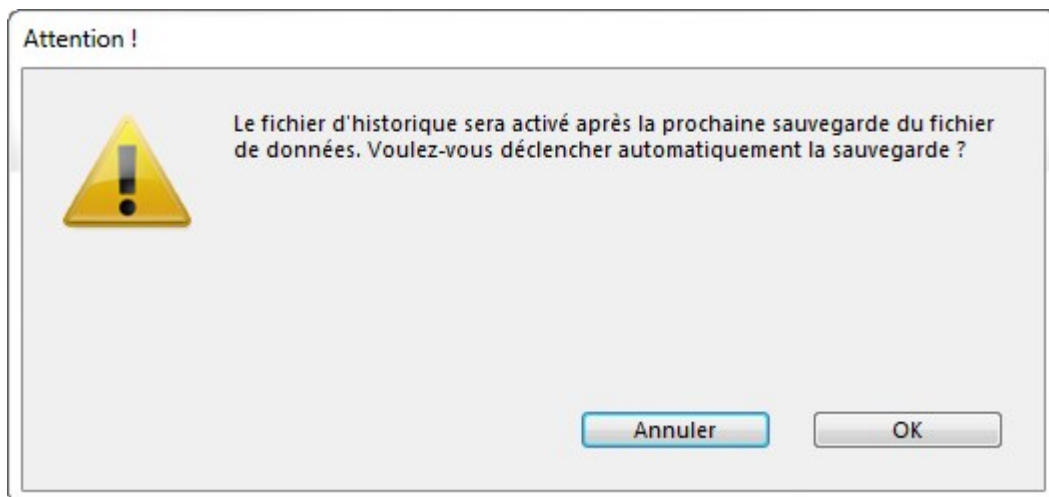 Attention !
Le fichier d'historique sera activé après la prochaine sauvegarde du fichier
de données. Voulez-vous déclencher automatiquement la sauvegarde ?
Annuler
OK